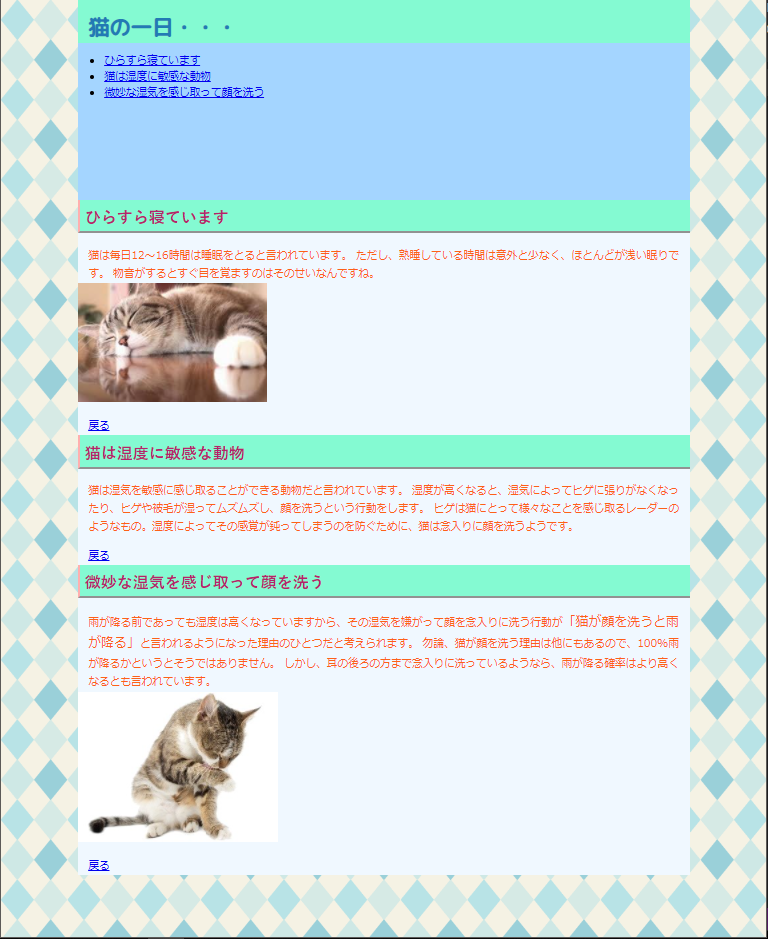 猫の一日・・・
ひらすら寝ています
猫は湿度に敏感な動物
微妙な湿気を感じ取って顔を洗う
ひらすら寝ています
猫は毎日12～16時間は睡眠をとると言われています。 ただし、熟睡している時間は意外と少なく、ほとんどが浅い眠りで
す。 物音がするとすぐ目を覚ますのはそのせいなんですね。
戻る
猫は湿度に敏感な動物
猫は湿気を敏感に感じ取ることができる動物だと言われています。 湿度が高くなると、湿気によってヒゲに張りがなくなっ
たり、ヒゲや被毛が湿ってムズムズし、顔を洗うという行動をします。 ヒゲは猫にとって様々なことを感じ取るレーダーの
ようなもの。湿度によってその感覚が鈍ってしまうのを防ぐために、猫は念入りに顔を洗うようです。
戻る
微妙な湿気を感じ取って顔を洗う
雨が降る前であっても湿度は高くなっていますから、その湿気を嫌がって顔を念入りに洗う行動が「猫が顔を洗うと雨
が降る」と言われるようになった理由のひとつだと考えられます。 勿論、猫が顔を洗う理由は他にもあるので、100%雨
が降るかというとそうではありません。 しかし、耳の後ろの方まで念入りに洗っているようなら、雨が降る確率はより高く
なるとも言われています。
戻る